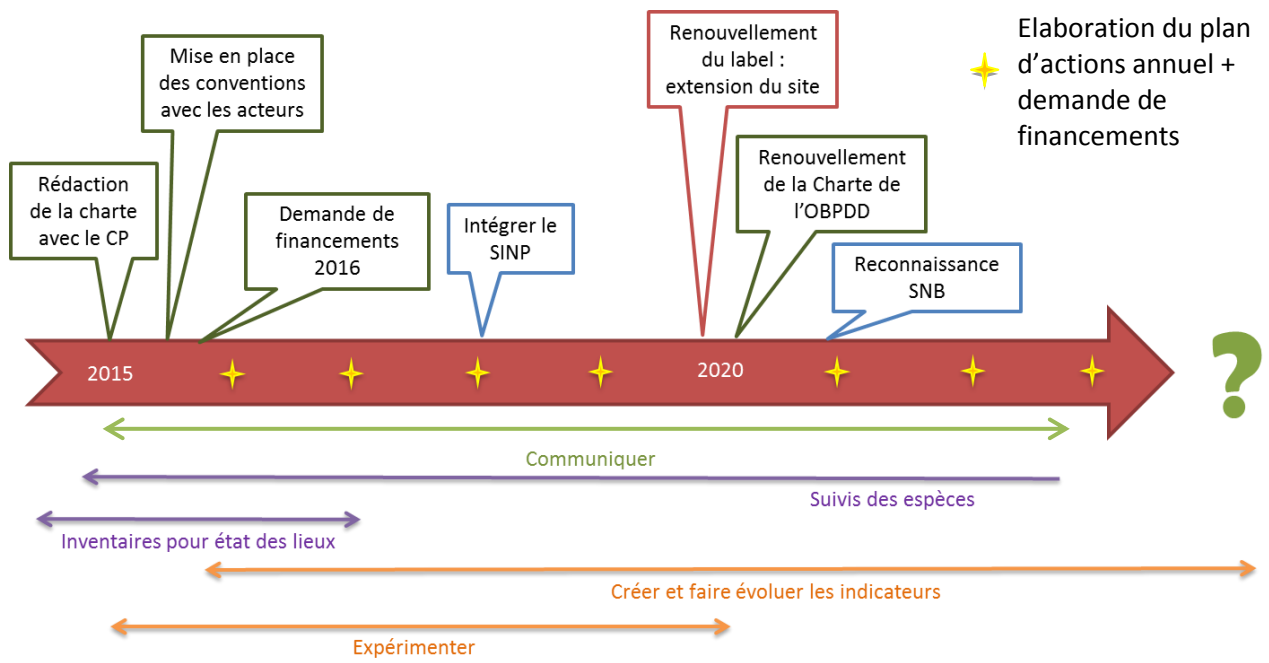 Mise en place
des conventions
avec les acteurs
Renouvellement
du label :
extension du site
Elaboration du plan
d’actions annuel +
demande de
financements
Rédaction
de la charte
avec le CP
Demande de
financements
2016
Intégrer le
SINP
Renouvellement
de la Charte de
l’OBPDD
Reconnaissance
SNB
2015
2020
?
Communiquer
Suivis des espèces
Inventaires pour état des lieux
Créer et faire évoluer les indicateurs
Expérimenter